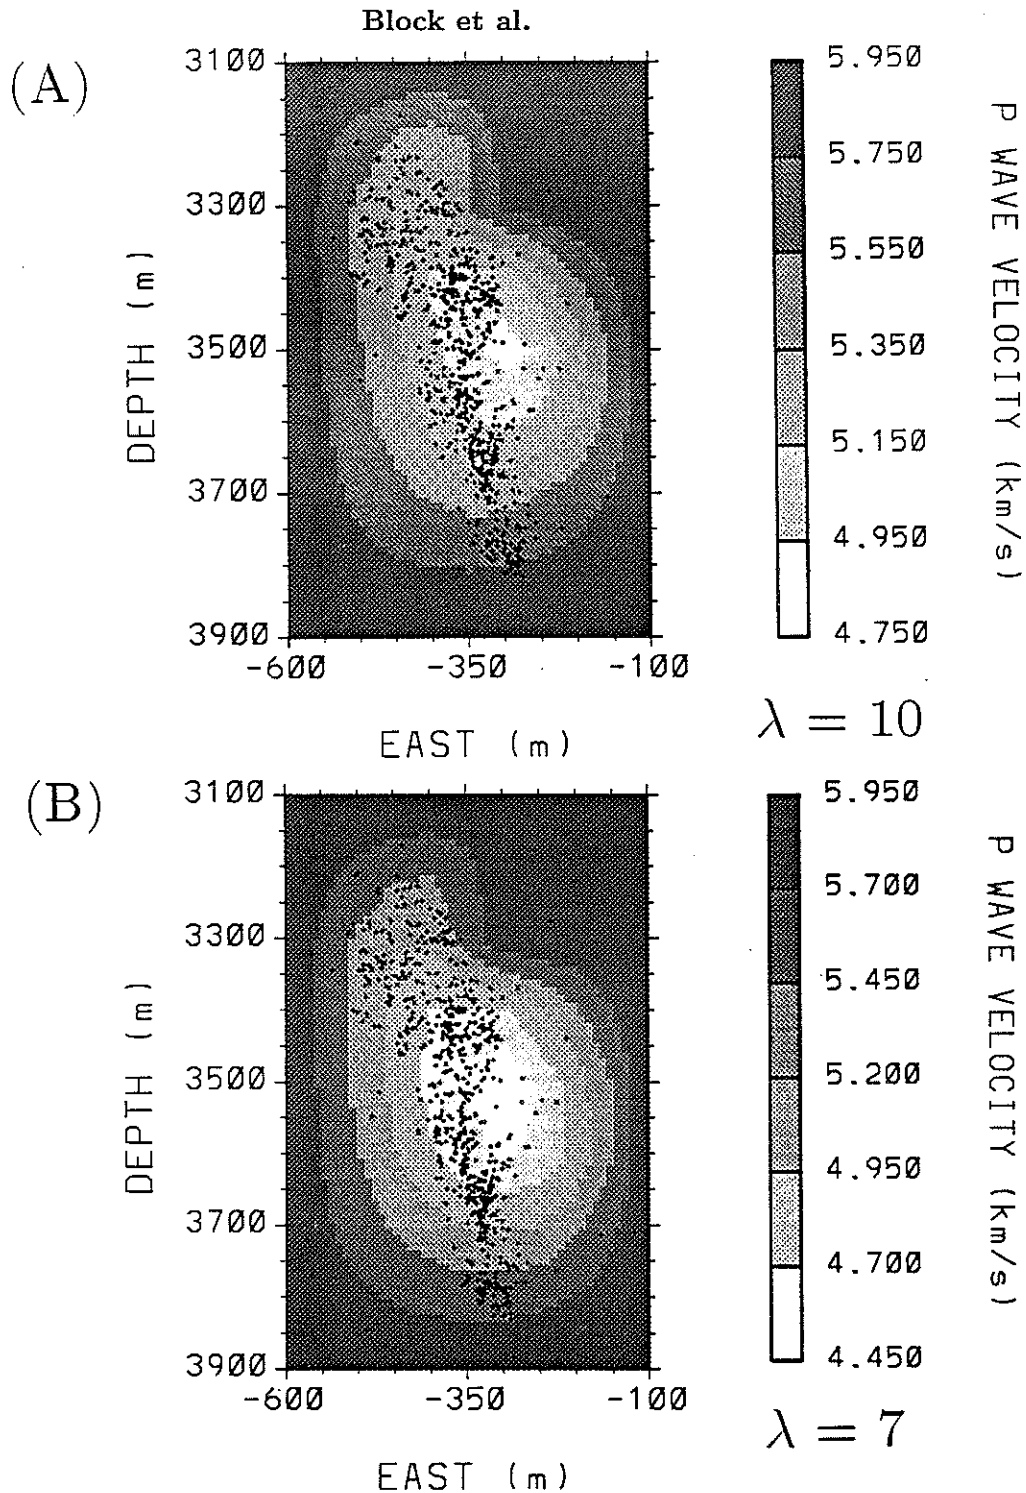 Block et al.
(A)
3100
3300
3500
3700
3900
DEPTH (m)
-600
-350
-100
EAST (m)
5.950
5.750
5.550
5.350
5.150
4.950
4.750
P WAVE VELOCITY (km/s)
λ = 10
(B)
3100
3300
3500
3700
3900
DEPTH (m)
-600
-350
-100
EAST (m)
5.950
5.700
5.450
5.200
4.950
4.700
4.450
P WAVE VELOCITY (km/s)
λ = 7